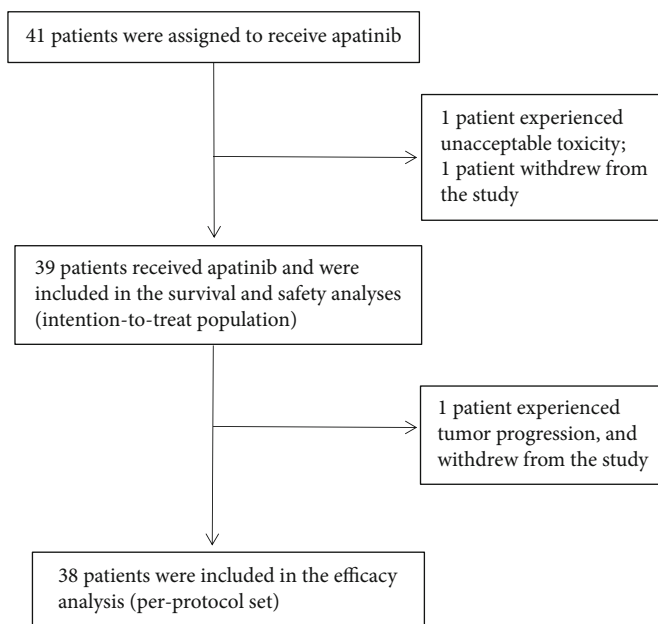 41 patients were assigned to receive apatinib
1 patient experienced
unacceptable toxicity;
1 patient withdrew from
the study
39 patients received apatinib and were
included in the survival and safety analyses
(intention-to-treat population)
1 patient experienced
tumor progression, and
withdrew from the study
38 patients were included in the efficacy
analysis (per-protocol set)